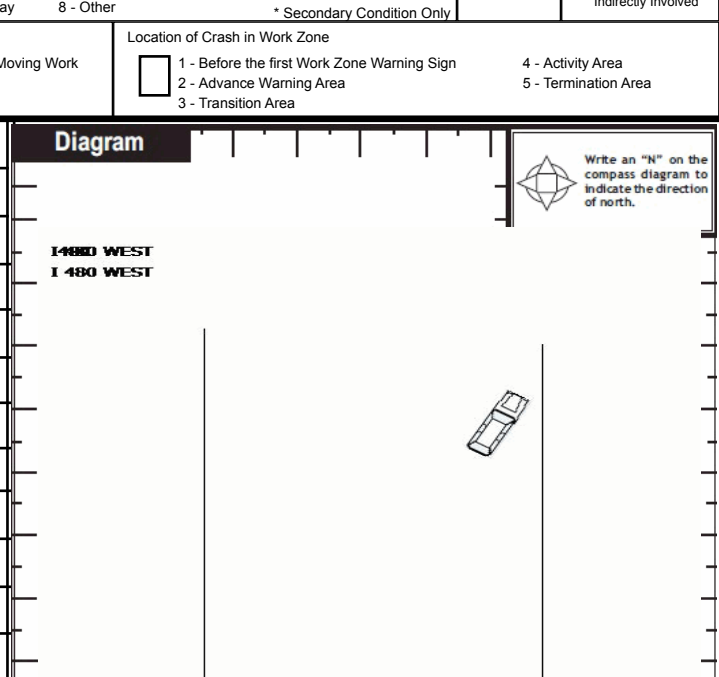 ay 8 - Other
* Secondary Condition Only
Indirectly Involved
Moving Work
Location of Crash in Work Zone
1 - Before the first Work Zone Warning Sign
2 - Advance Warning Area
3 - Transition Area
4 - Activity Area
5 - Termination Area
Diagram
Write an "N" on the
compass diagram to
indicate the direction
of north.
WEST
I 480 WEST